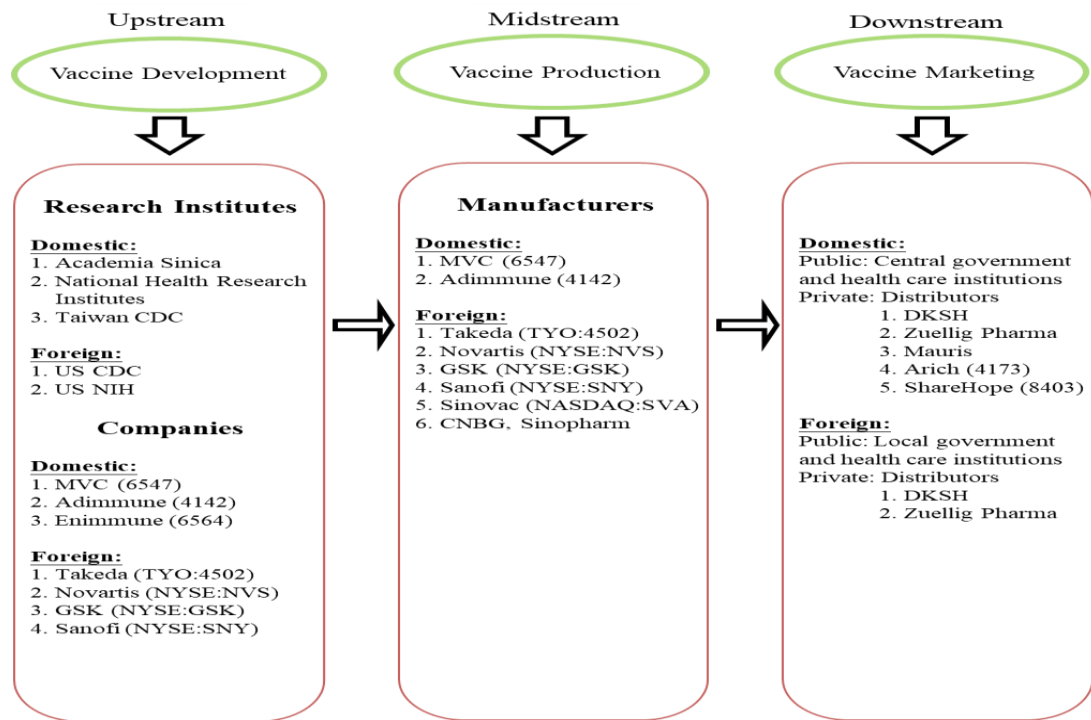 Upstream
Vaccine Development
Research Institutes
Domestic:
1. Academia Sinica
2. National Health Research
Institutes
3. Taiwan CDC
Foreign:
1. US CDC
2. US NIH
Companies
Domestic:
1. MVC (6547)
2. Adimmune (4142)
3. Enimmune (6564)
Foreign:
1. Takeda (TYO:4502)
2. Novartis (NYSE:NVS)
3. GSK (NYSE:GSK)
4. Sanofi (NYSE:SNY)
Midstream
Vaccine Production
Manufacturers
Domestic:
1. MVC (6547)
2. Adimmune (4142)
Foreign:
1. Takeda (TYO:4502)
2. Novartis (NYSE:NVS)
3. GSK (NYSE:GSK)
4. Sanofi (NYSE:SNY)
5. Sinovac (NASDAQ:SVA)
6. CNBG, Sinopharm
Downstream
Vaccine Marketing
Domestic:
Public: Central government
and health care institutions
Private: Distributors
1. DKSH
2. Zuellig Pharma
3. Mauris
4. Arich (4173)
5. ShareHope (8403)
Foreign:
Public: Local government
and health care institutions
Private: Distributors
1. DKSH
2. Zuellig Pharma